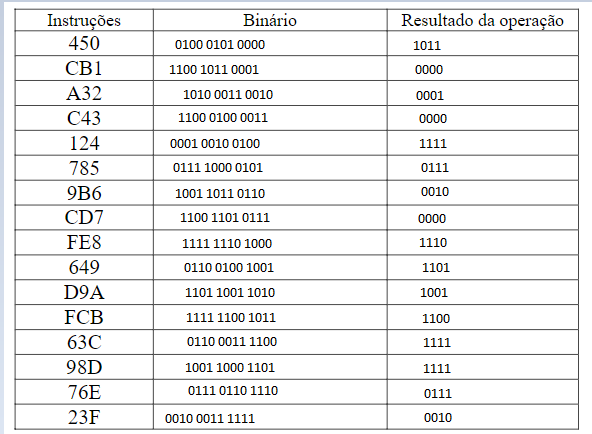 Instruções Binário Resultado da operação
450 0100 0101 0000 1011
CB1 1100 1011 0001 0000
A32 1010 0011 0010 0001
C43 1100 0100 0011 0000
124 0001 0010 0100 1111
785 0111 1000 0101 0111
9B6 1001 1011 0110 0010
CD7 1100 1101 0111 0000
FE8 1111 1110 1000 1110
649 0110 0100 1001 1101
D9A 1101 1001 1010 1001
FCB 1111 1100 1011 1100
63C 0110 0011 1100 1111
98D 1001 1000 1101 1111
76E 0111 0110 1110 0111
23F 0010 0011 1111 0010